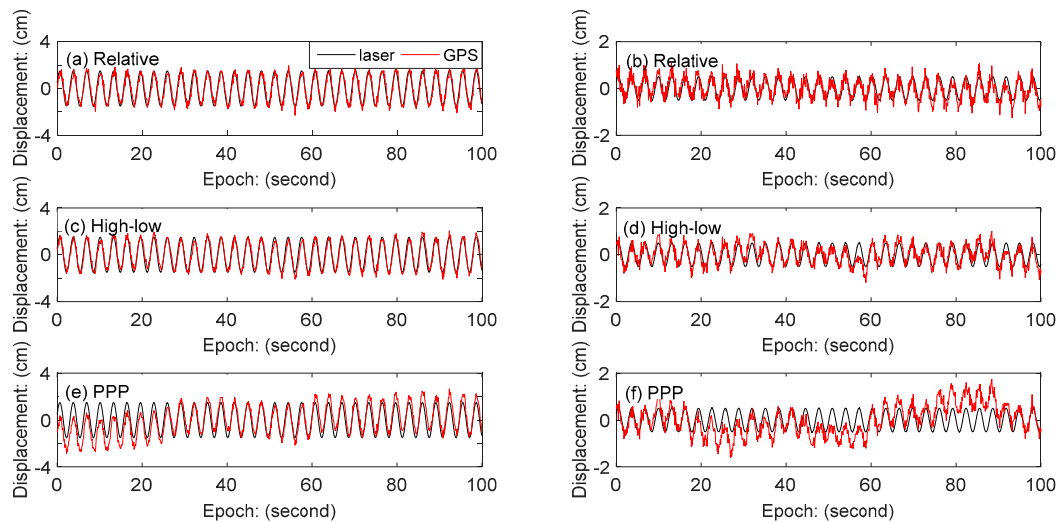 (a) Relative
laser GPS
Displacement: (cm)
4
0
-4
0 20 40 60 80 100
Epoch: (second)
(b) Relative
Displacement: (cm)
2
0
-2
0 20 40 60 80 100
Epoch: (second)
(c) High-low
Displacement: (cm)
4
0
-4
0 20 40 60 80 100
Epoch: (second)
(d) High-low
Displacement: (cm)
2
0
-2
0 20 40 60 80 100
Epoch: (second)
(e) PPP
Displacement: (cm)
4
0
-4
0 20 40 60 80 100
Epoch: (second)
(f) PPP
Displacement: (cm)
2
0
-2
0 20 40 60 80 100
Epoch: (second)